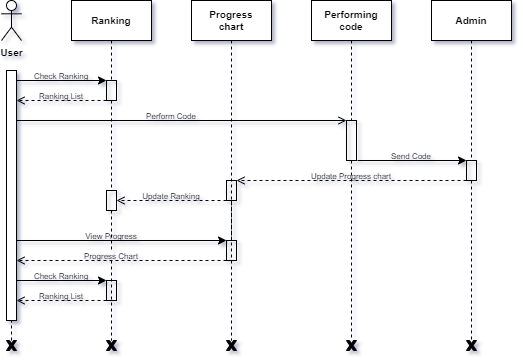 Ranking
Progress
chart
Performing
code
Admin
User
Check Ranking
Ranking List
Perform Code
Send Code
Update Progress chart
Update Ranking
View Progress
Progress Chart
Check Ranking
Ranking List